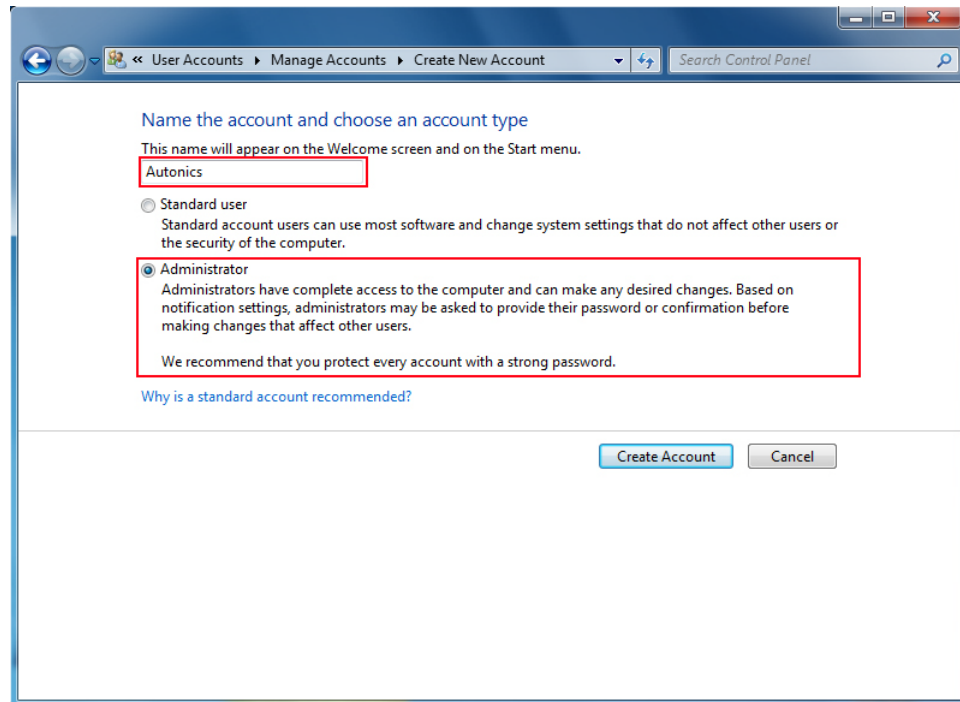 « User Accounts ▸ Manage Accounts ▸ Create New Account
Search Control Panel
Name the account and choose an account type
This name will appear on the Welcome screen and on the Start menu.
Autonics
Standard user
Standard account users can use most software and change system settings that do not affect other users or
the security of the computer.
Administrator
Administrators have complete access to the computer and can make any desired changes. Based on
notification settings, administrators may be asked to provide their password or confirmation before
making changes that affect other users.
We recommend that you protect every account with a strong password.
Why is a standard account recommended?
Create Account
Cancel